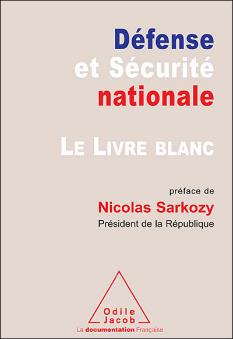 Défense
et Sécurité
nationale
LE LIVRE BLANC
préface de
Nicolas Sarkozy
Président de la République
Odile
Jacob
La documentation Française